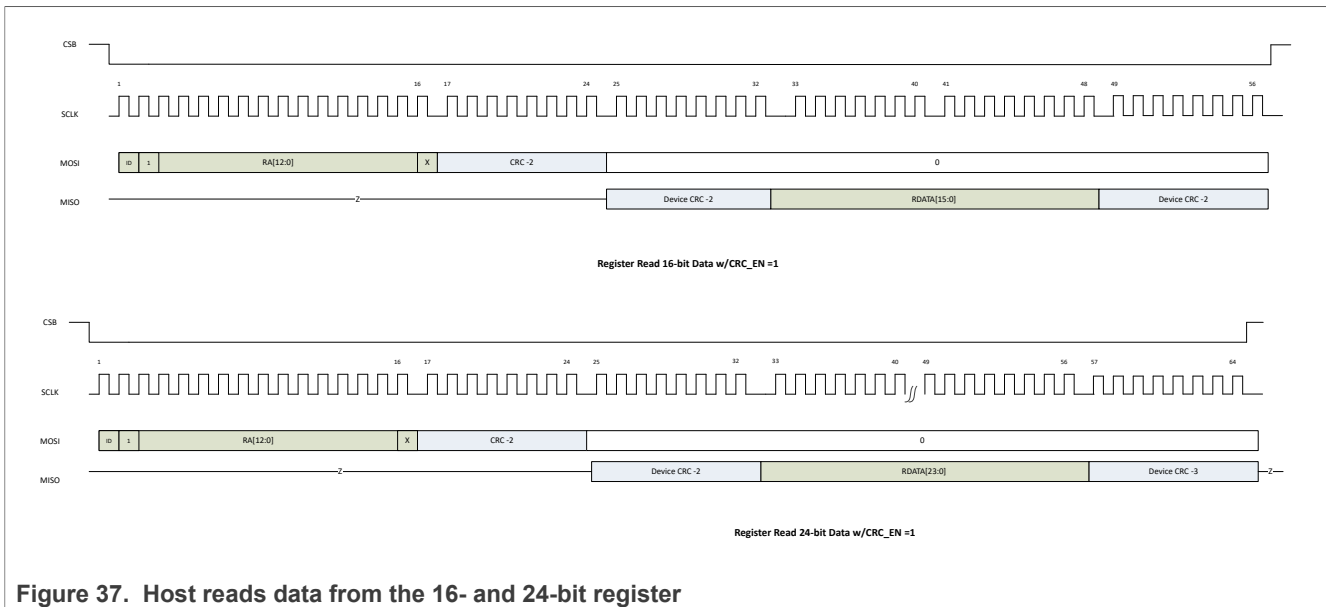 CSB
1 16 17 24 25 32 33 40 41 48 49 56
SCLK
MOSI ID 1 RA[12:0] X CRC -2 0
MISO Z Device CRC -2 RDATA[15:0] Device CRC -2
Register Read 16-bit Data w/CRC_EN =1
CSB
1 16 17 24 25 32 33 40 49 56 57 64
SCLK
MOSI ID 1 RA[12:0] X CRC -2 0
MISO Z Device CRC -2 RDATA[23:0] Device CRC -3 Z
Register Read 24-bit Data w/CRC_EN =1
Figure 37. Host reads data from the 16- and 24-bit register